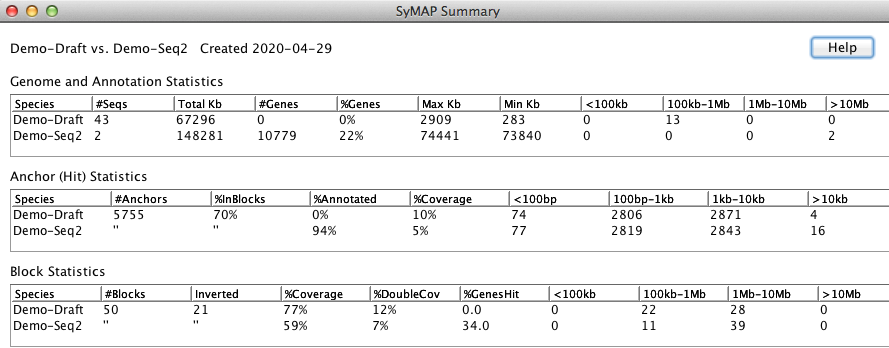 SyMAP Summary
Demo-Draft vs. Demo-Seq2 Created 2020-04-29 Help
Genome and Annotation Statistics
Species #Seqs Total Kb #Genes %Genes Max Kb Min Kb <100kb 100kb-1Mb 1Mb-10Mb >10Mb
Demo-Draft 43 67296 0 0% 2909 283 0 13 0 0
Demo-Seq2 2 148281 10779 22% 74441 73840 0 0 0 2
Anchor (Hit) Statistics
Species #Anchors %InBlocks %Annotated %Coverage <100bp 100bp-1kb 1kb-10kb >10kb
Demo-Draft 5755 70% 0% 10% 74 2806 2871 4
Demo-Seq2 " " 94% 5% 77 2819 2843 16
Block Statistics
Species #Blocks Inverted %Coverage %DoubleCov %GenesHit <100kb 100kb-1Mb 1Mb-10Mb >10Mb
Demo-Draft 50 21 77% 12% 0.0 0 22 28 0
Demo-Seq2 " " 59% 7% 34.0 0 11 39 0